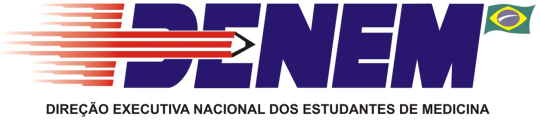 DENEM
DIREÇÃO EXECUTIVA NACIONAL DOS ESTUDANTES DE MEDICINA